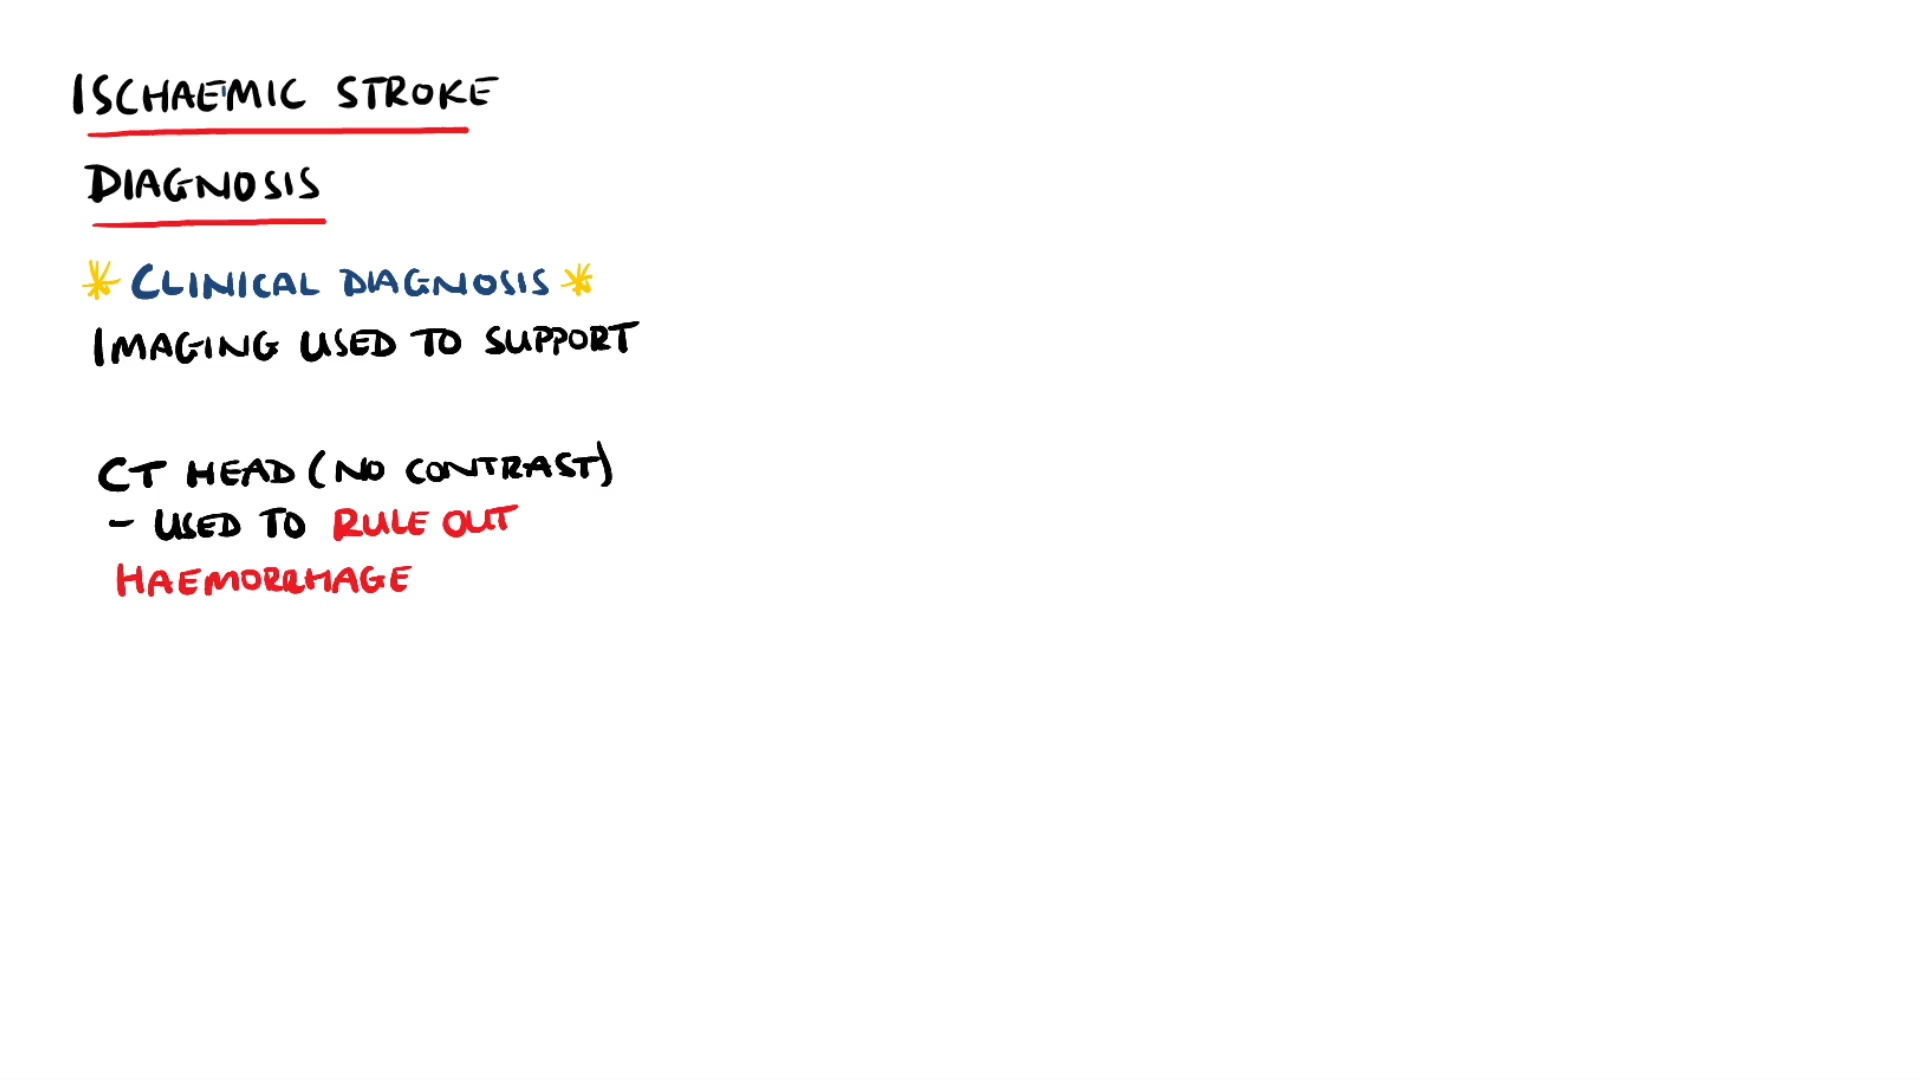 ISCHAEMIC STROKE
DIAGNOSIS
* CLINICAL DIAGNOSIS *
IMAGING USED TO SUPPORT
CT HEAD (NO CONTRAST)
- USED TO RULE OUT
HAEMORRHAGE